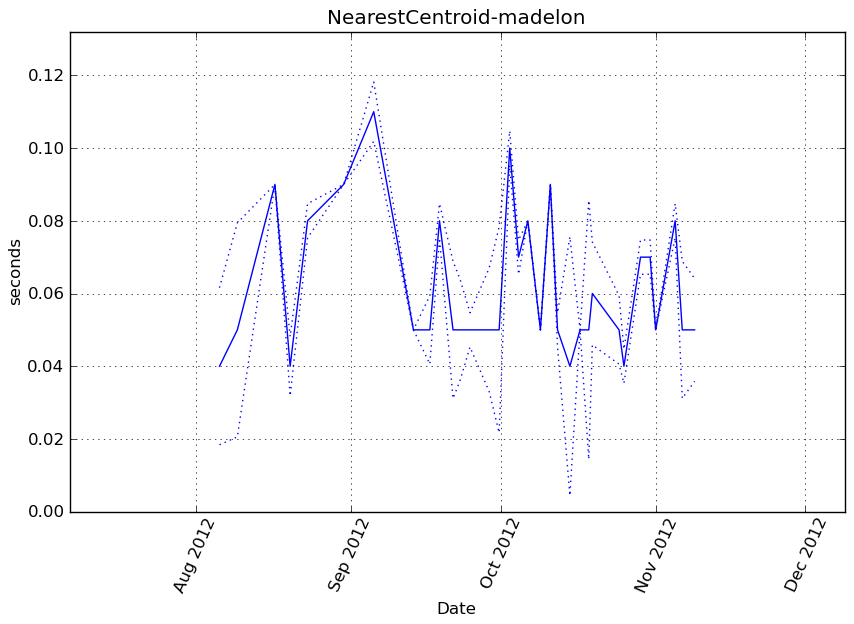 NearestCentroid-madelon
0.12
0.10
0.08
0.06
0.04
0.02
0.00
seconds
Aug 2012
Sep 2012
Oct 2012
Nov 2012
Dec 2012
Date